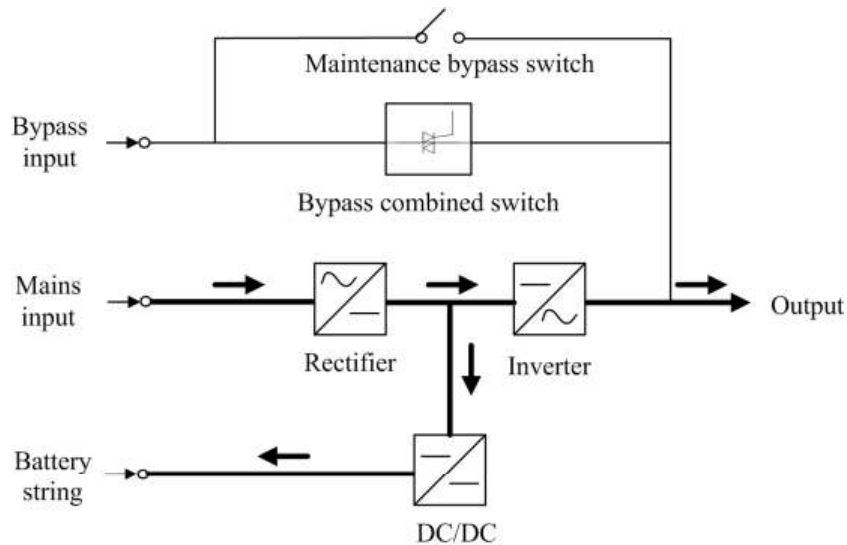 Maintenance bypass switch
Bypass
input
Bypass combined switch
Mains
input
Output
Rectifier
Inverter
Battery
string
DC/DC